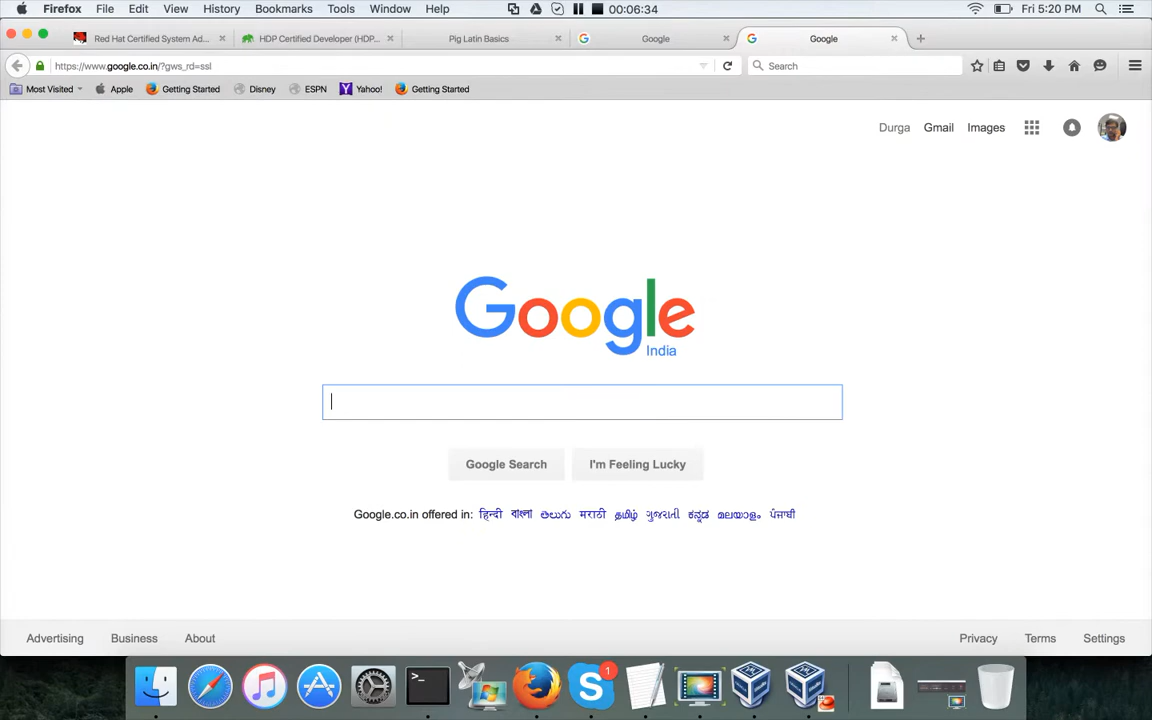 Firefox File Edit View History Bookmarks Tools Window Help 00:06:34 Fri 5:20 PM
Red Hat Certified System Ad... HDP Certified Developer (HDP... Pig Latin Basics Google Google
https://www.google.co.in/?gws_rd=ssl Search
Most Visited Apple Getting Started Disney ESPN Yahoo! Getting Started
Durga Gmail Images
Google
India
Google Search I'm Feeling Lucky
Google.co.in offered in: हिन्दी বাংলা తెలుగు मराठी தமிழ் ગુજરાતી ಕನ್ನಡ മലയാളം ਪੰਜਾਬੀ
Advertising Business About Privacy Terms Settings
1